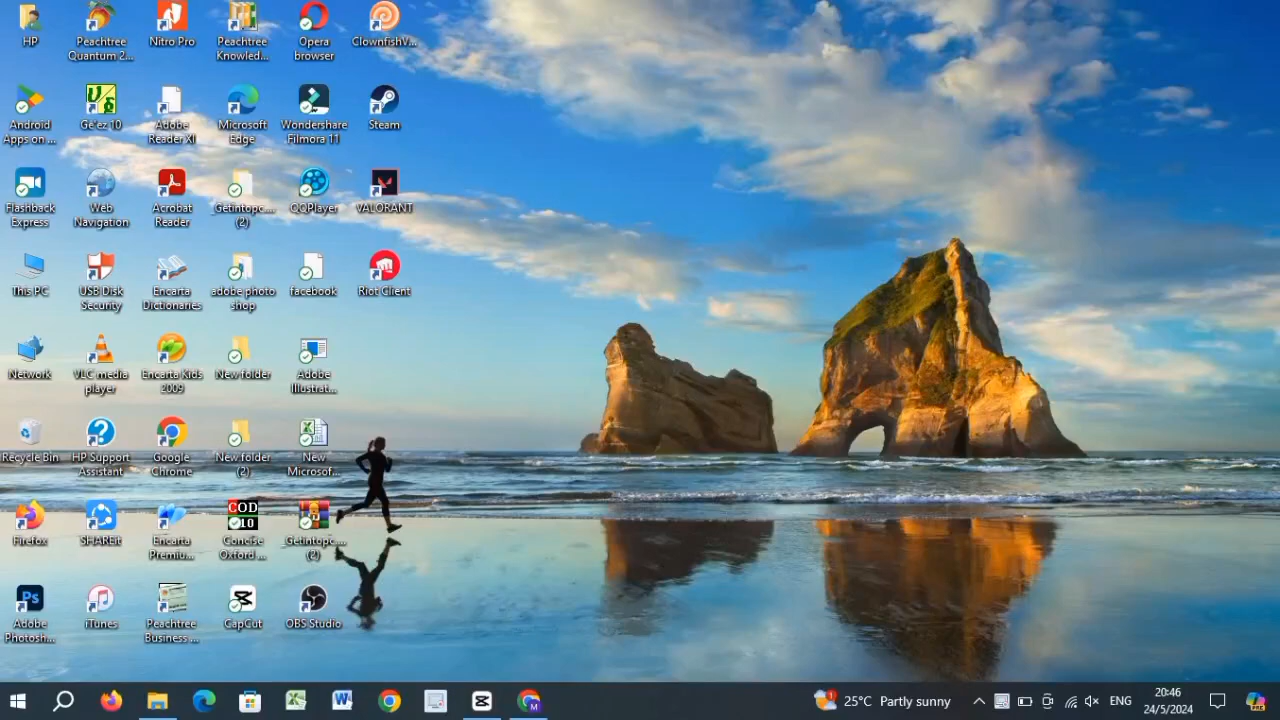 HP
Peachtree
Quantum 2...
Nitro Pro
Peachtree
Knowled...
Opera
browser
ClownfishV...
Android
Apps on ...
Ge'ez 10
Adobe
Reader XI
Microsoft
Edge
Wondershare
Filmora 11
Steam
Flashback
Express
Web
Navigation
Acrobat
Reader
_Getintopc....
(2)
QQPlayer
VALORANT
This PC
USB Disk
Security
Encarta
Dictionaries
adobe photo
shop
facebook
Riot Client
Network
VLC media
player
Encarta Kids
2009
New folder
Adobe
Illustrat...
Recycle Bin
HP Support
Assistant
Google
Chrome
New folder
(2)
New
Microsof...
Firefox
SHAREit
Encarta
Premiu...
COD
10
Concise
Oxford ...
_Getintopc....
(2)
Ps
Adobe
Photosh...
iTunes
Peachtree
Business ...
CapCut
OBS Studio
25°C Partly sunny
ENG
20:46
24/5/2024